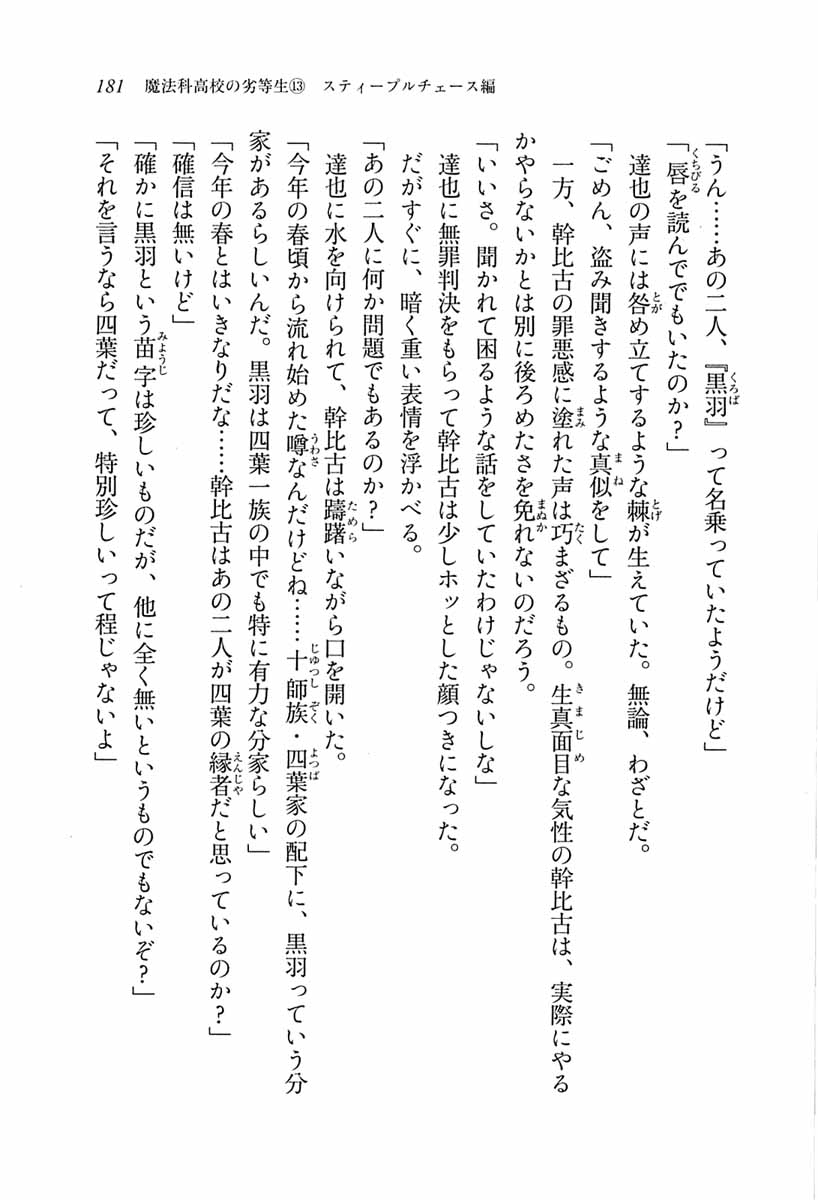 181 魔法科高校の劣等生⑬ スティープルチェース編
「うん……あの二人、『黒羽』って名乗っていたようだけど」
「唇を読んででもいたのか？」
達也の声には咎め立てするような棘が生えていた。無論、わざとだ。
「ごめん、盗み聞きするような真似をして」
一方、幹比古の罪悪感に塗れた声は巧まざるもの。生真面目な気性の幹比古は、実際にやる
かやらないかとは別に後ろめたさを免れないのだろう。
「いいさ。聞かれて困るような話をしていたわけじゃないしな」
達也に無罪判決をもらって幹比古は少しホッとした顔つきになった。
だがすぐに、暗く重い表情を浮かべる。
「あの二人に何か問題でもあるのか？」
達也に水を向けられて、幹比古は躊躇いながら口を開いた。
「今年の春頃から流れ始めた噂なんだけどね……十師族・四葉家の配下に、黒羽っていう分
家があるらしいんだ。黒羽は四葉一族の中でも特に有力な分家らしい」
「今年の春とはいきなりだな……幹比古はあの二人が四葉の縁者だと思っているのか？」
「確信は無いけど」
「確かに黒羽という苗字は珍しいものだが、他に全く無いというものでもないぞ？」
「それを言うなら四葉だって、特別珍しいって程じゃないよ」